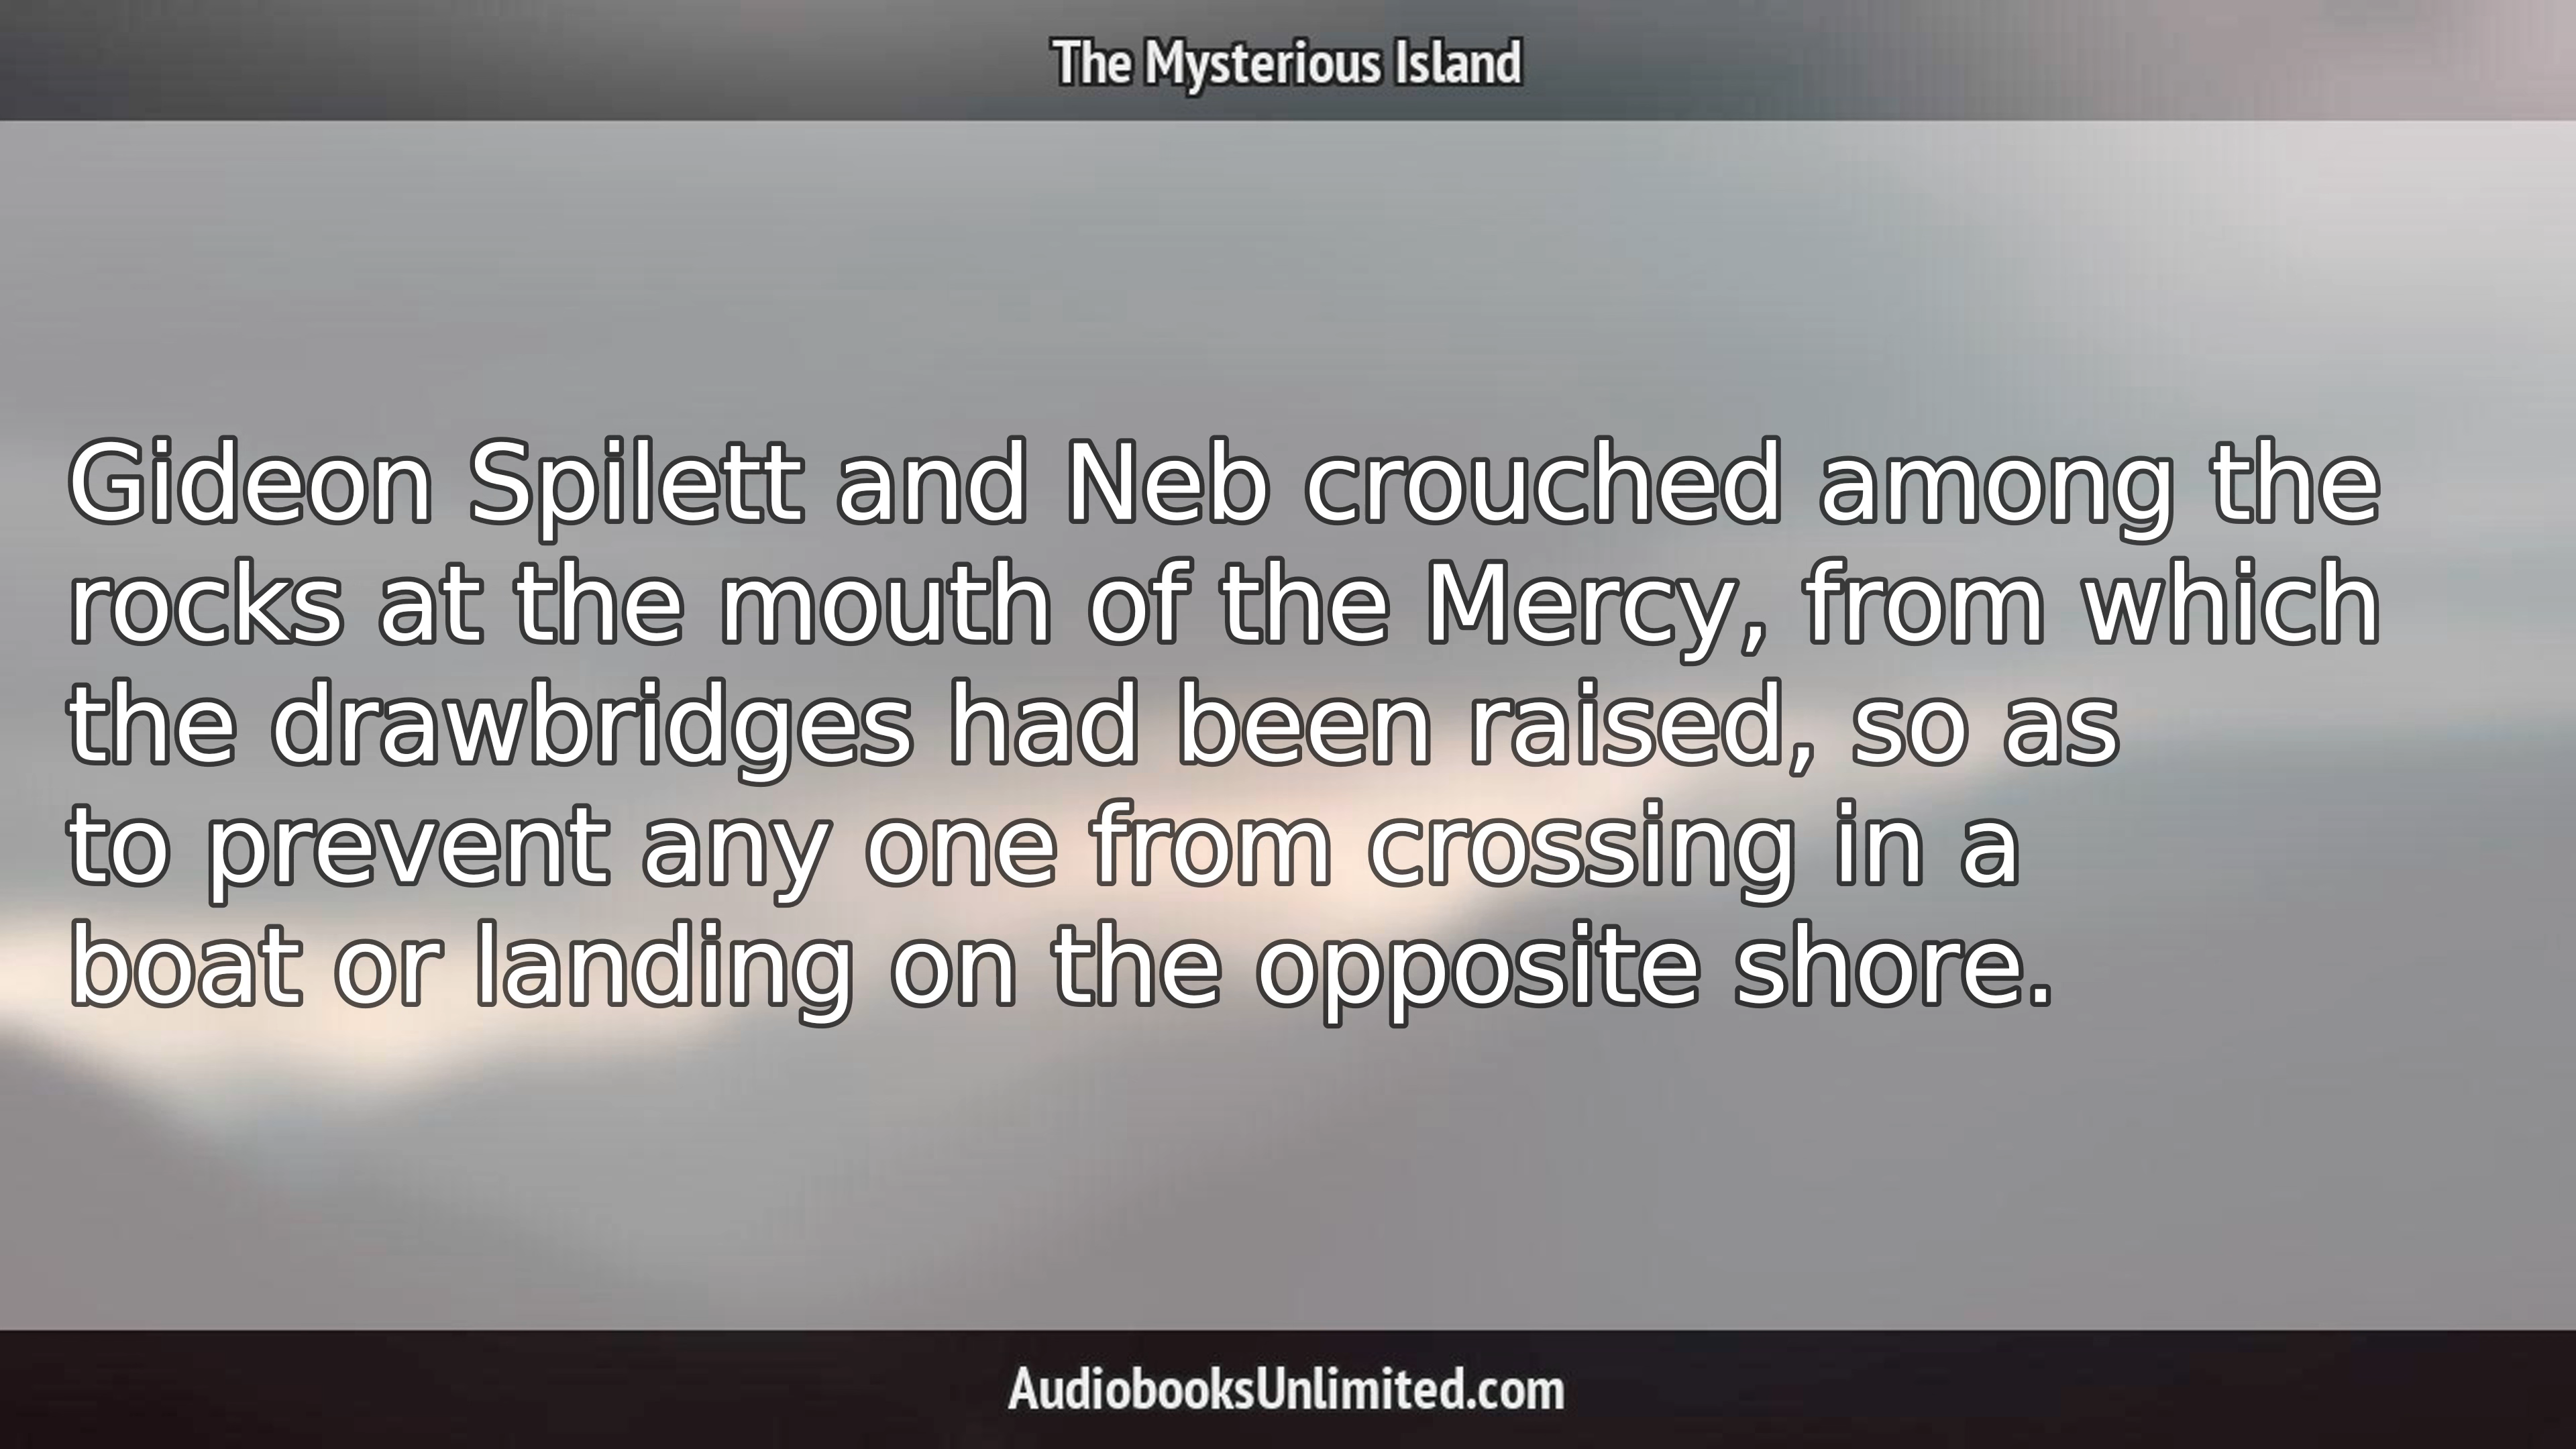 The Mysterious Island
Gideon Spilett and Neb crouched among the
rocks at the mouth of the Mercy, from which
the drawbridges had been raised, so as
to prevent any one from crossing in a
boat or landing on the opposite shore.
AudiobooksUnlimited.com